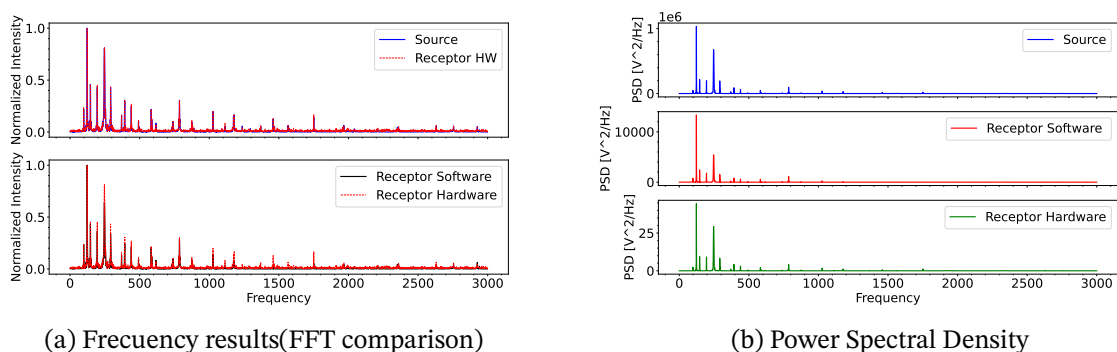 Normalized Intensity
1.0
0.5
0.0
Source
Receptor HW
Normalized Intensity
1.0
0.5
0.0
Receptor Software
Receptor Hardware
0 500 1000 1500 2000 2500 3000
Frequency
(a) Frecuency results(FFT comparison)
1e6
PSD [V^2/Hz]
1
0
Source
PSD [V^2/Hz]
10000
0
Receptor Software
PSD [V^2/Hz]
25
0
Receptor Hardware
0 500 1000 1500 2000 2500 3000
Frequency
(b) Power Spectral Density